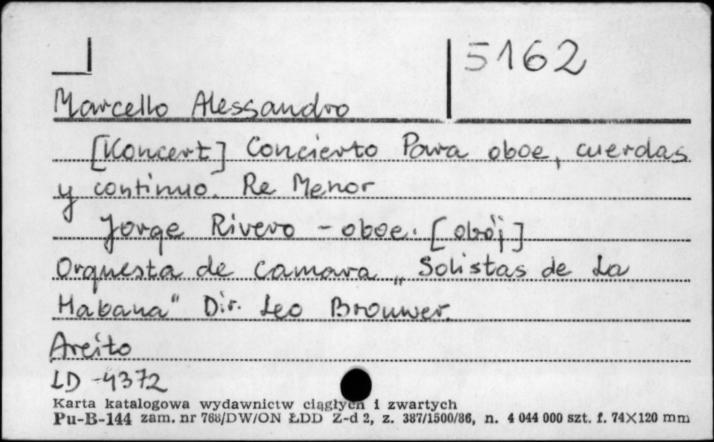 5162
Marcello Alessandro
[Koncert] Concierto Para oboe, cuerdas
y continuo. Re Menor
Jorge Rivero - oboe. [obój]
Orquesta de camara „Solistas de La
Habana" Dir. Leo Brouwer.
Areito
LD-4372
Karta katalogowa wydawnictw ciągłych i zwartych
Pu-B-144 zam. nr 768/DW/ON ŁDD Z-d 2, z. 387/1500/86, n. 4 044 000 szt. f. 74×120 mm